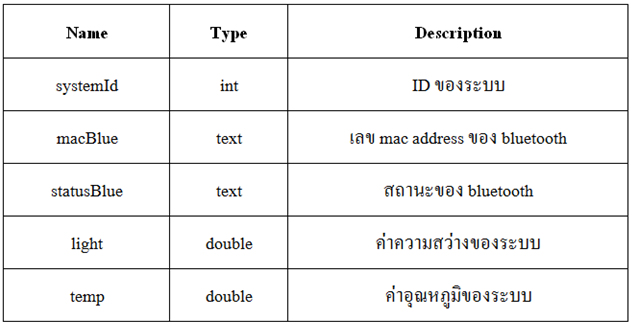 Name Type Description
systemId int ID ของระบบ
macBlue text เลข mac address ของ bluetooth
statusBlue text สถานะของ bluetooth
light double ค่าความสว่างของระบบ
temp double ค่าอุณหภูมิของระบบ